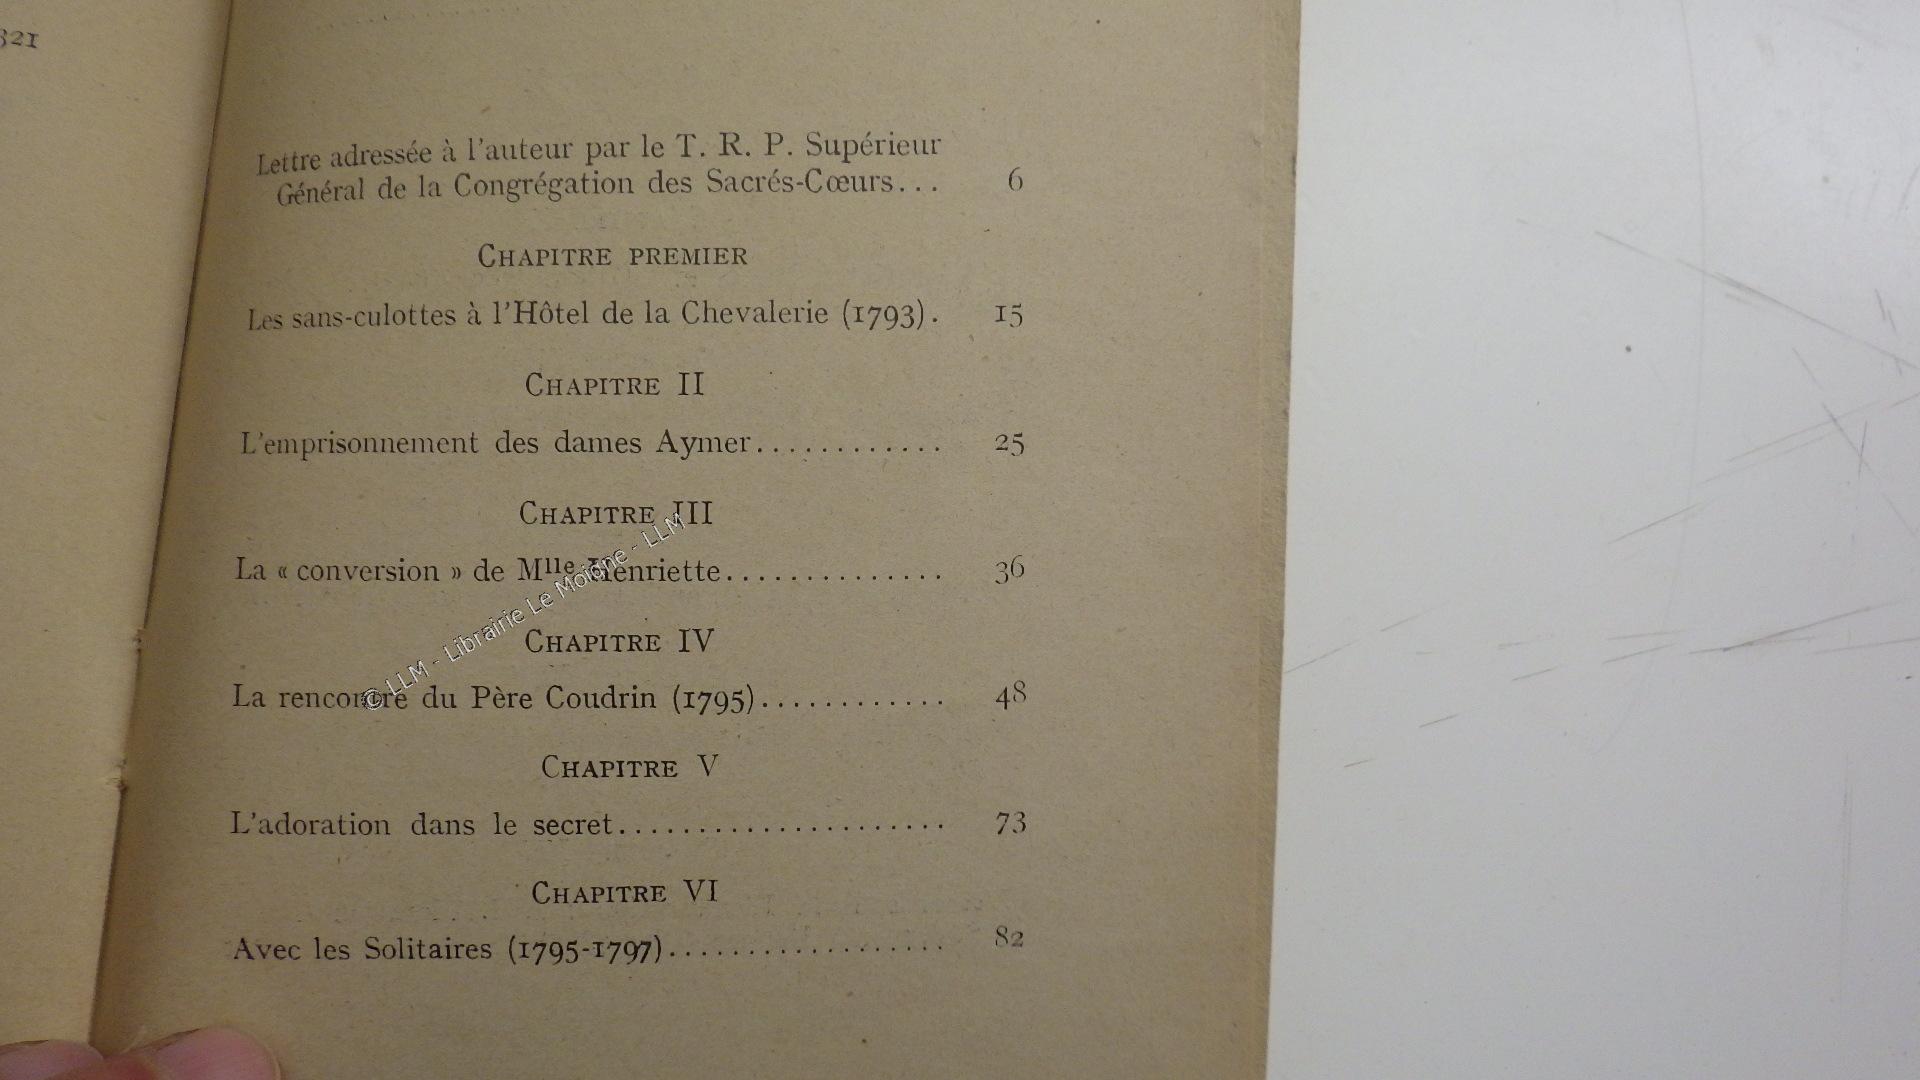 321
Lettre adressée à l'auteur par le T. R. P. Supérieur
Général de la Congrégation des Sacrés-Cœurs... 6
CHAPITRE PREMIER
Les sans-culottes à l'Hôtel de la Chevalerie (1793). 15
CHAPITRE II
L'emprisonnement des dames Aymer............ 25
CHAPITRE III
La « conversion » de Mlle Henriette.............. 36
CHAPITRE IV
La rencontre du Père Coudrin (1795)............ 48
CHAPITRE V
L'adoration dans le secret..................... 73
CHAPITRE VI
Avec les Solitaires (1795-1797).................. 82
© LLM - Librairie Le Moigne - LLM